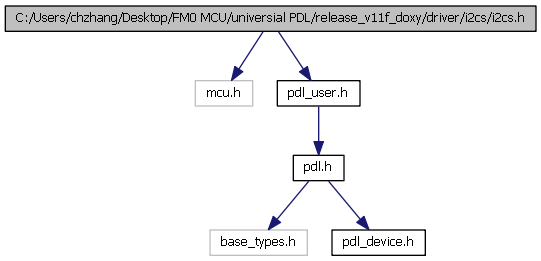 C:/Users/chzhang/Desktop/FM0 MCU/universial PDL/release_v11f_doxy/driver/i2cs/i2cs.h
mcu.h
pdl_user.h
pdl.h
base_types.h
pdl_device.h